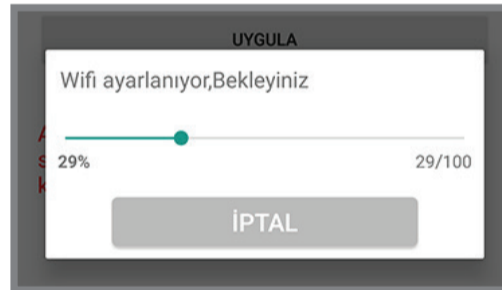 UYGULA
Wifi ayarlanıyor,Bekleyiniz
29%
29/100
İPTAL